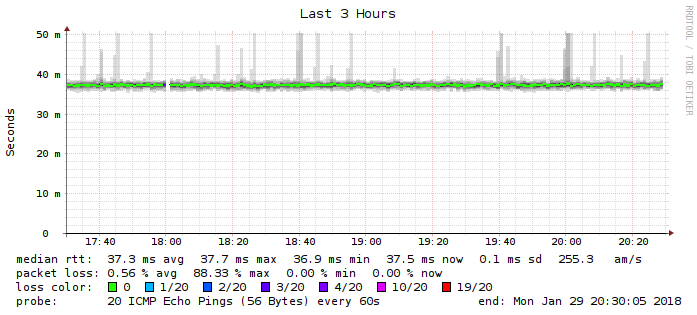 Last 3 Hours
RRDTOOL / TOBI OETIKER
Seconds
50 m
40 m
30 m
20 m
10 m
0
17:40 18:00 18:20 18:40 19:00 19:20 19:40 20:00 20:20
median rtt: 37.3 ms avg 37.7 ms max 36.9 ms min 37.5 ms now 0.1 ms sd 255.3 am/s
packet loss: 0.56 % avg 88.33 % max 0.00 % min 0.00 % now
loss color: 0 1/20 2/20 3/20 4/20 10/20 19/20
probe: 20 ICMP Echo Pings (56 Bytes) every 60s end: Mon Jan 29 20:30:05 2018